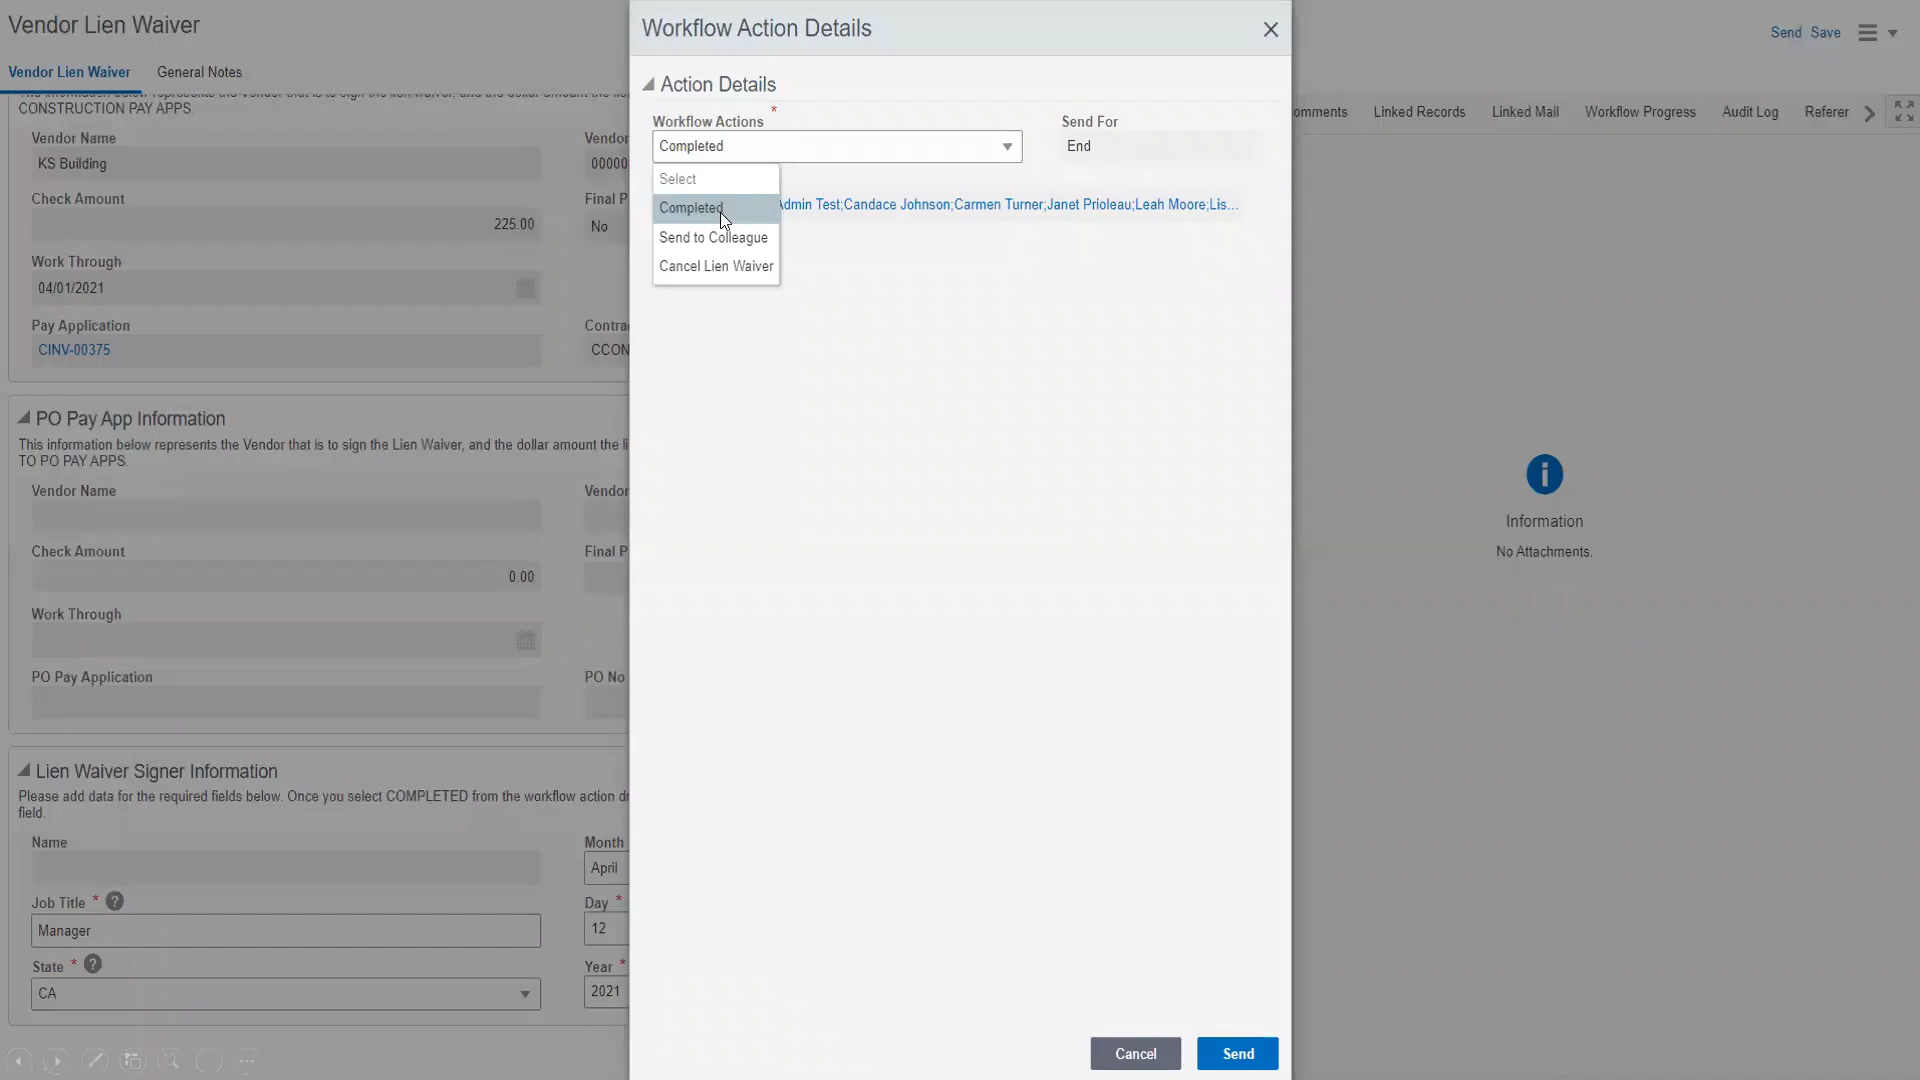 Vendor Lien Waiver
Send Save
Vendor Lien Waiver General Notes
CONSTRUCTION PAY APPS.
Vendor Name
Vendor
KS Building
00000
Check Amount
Final P
225.00
No
Work Through
04/01/2021
Pay Application
Contra
CINV-00375
CCON
PO Pay App Information
This information below represents the Vendor that is to sign the Lien Waiver, and the dollar amount the li
TO PO PAY APPS.
Vendor Name
Vendor
Check Amount
Final P
0.00
Work Through
PO Pay Application
PO No
Lien Waiver Signer Information
Please add data for the required fields below. Once you select COMPLETED from the workflow action dr
field.
Name
Month
April
Job Title * ?
Day *
Manager
12
State * ?
Year *
CA
2021
Workflow Action Details
Action Details
Workflow Actions *
Send For
Completed
End
Select
Completed
Send to Colleague
Cancel Lien Waiver
Admin Test;Candace Johnson;Carmen Turner;Janet Prioleau;Leah Moore;Lis...
Cancel Send
omments Linked Records Linked Mail Workflow Progress Audit Log Referer
Information
No Attachments.